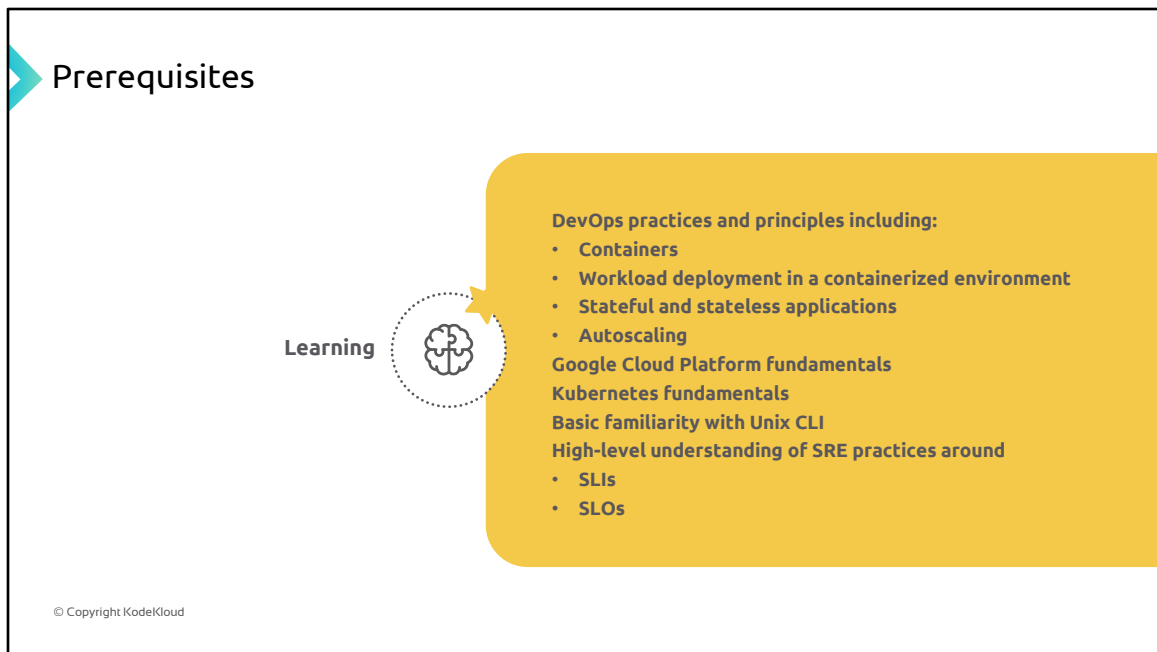 Prerequisites
Learning
DevOps practices and principles including:
• Containers
• Workload deployment in a containerized environment
• Stateful and stateless applications
• Autoscaling
Google Cloud Platform fundamentals
Kubernetes fundamentals
Basic familiarity with Unix CLI
High-level understanding of SRE practices around
• SLIs
• SLOs
© Copyright KodeKloud